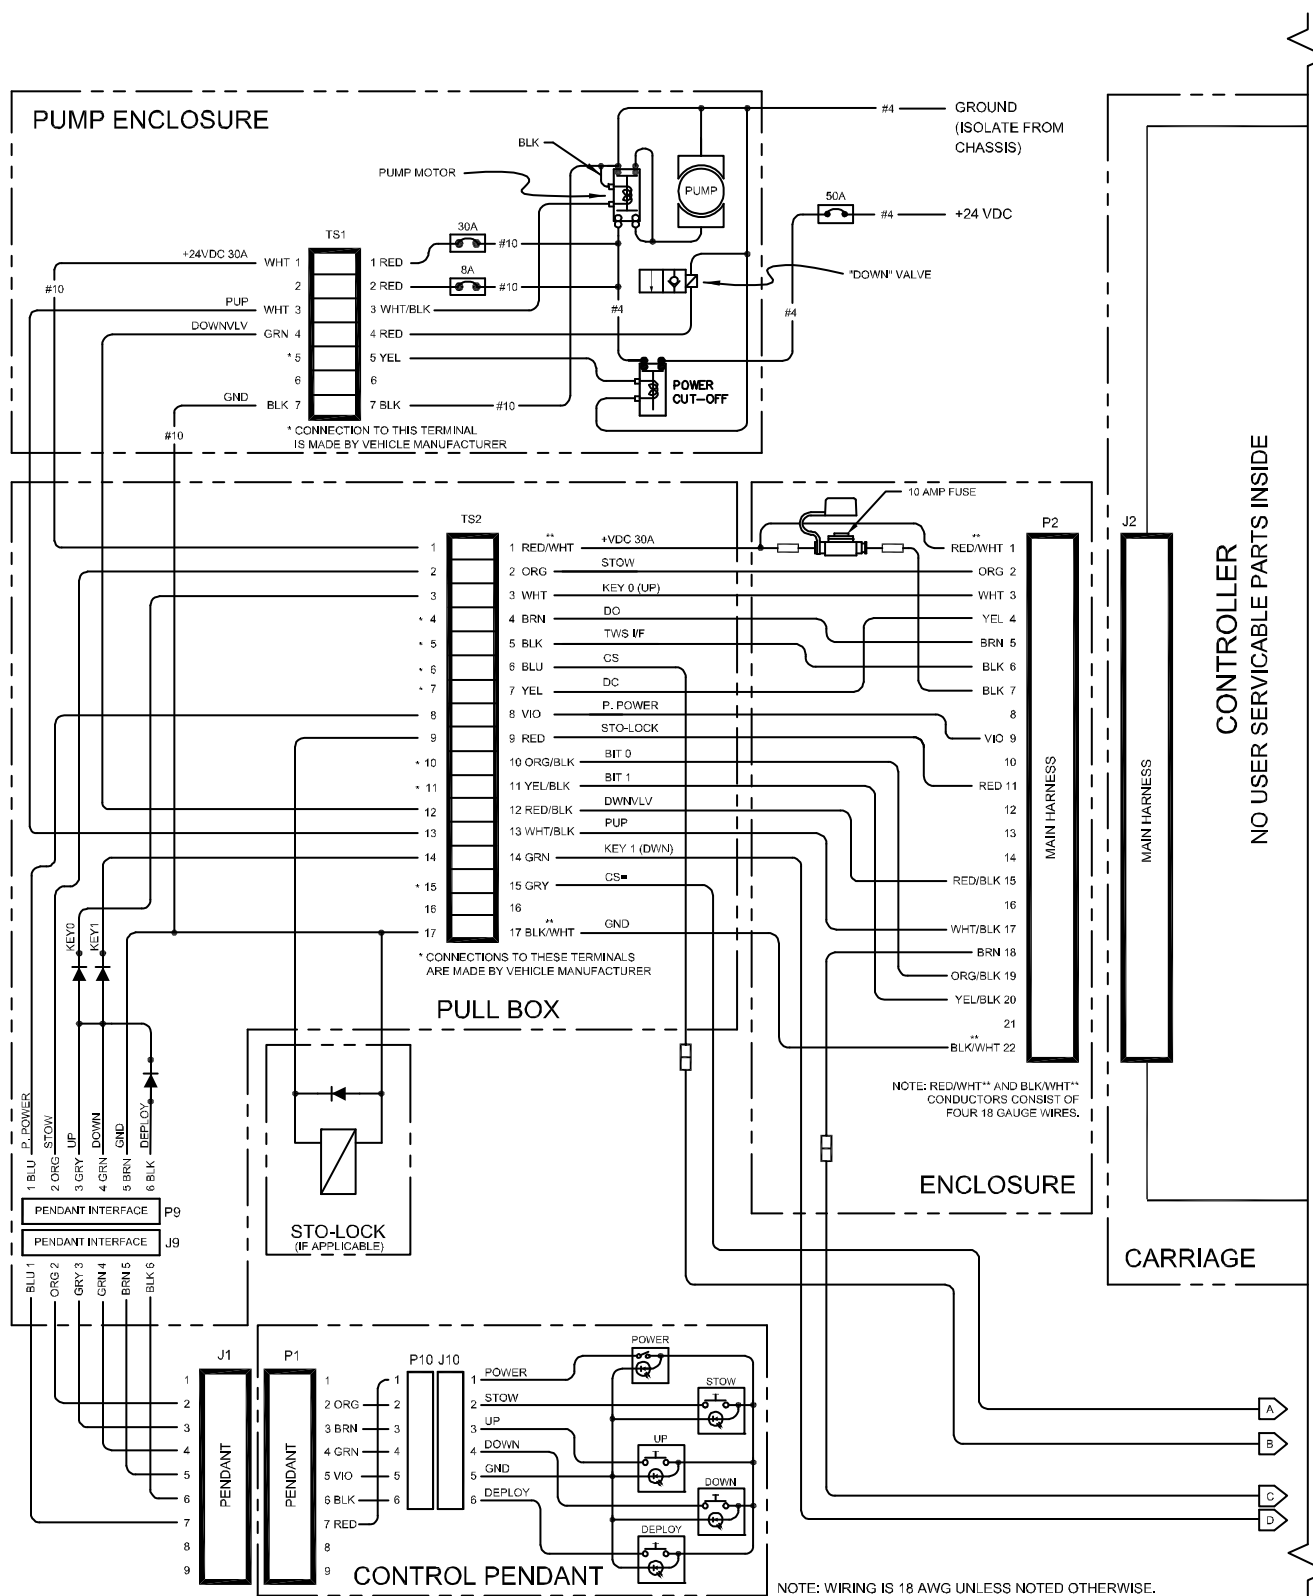 PUMP ENCLOSURE
#4
GROUND
(ISOLATE FROM
CHASSIS)
BLK
PUMP MOTOR
PUMP
50A
#4
+24 VDC
TS1
30A
#10
8A
#10
"DOWN" VALVE
+24VDC 30A
WHT 1
1 RED
#10
2
2 RED
PUP
WHT 3
3 WHT/BLK
#4
#4
DOWNVLV
GRN 4
4 RED
* 5
5 YEL
6
6
GND
BLK 7
7 BLK
#10
#10
POWER
CUT-OFF
* CONNECTION TO THIS TERMINAL
IS MADE BY VEHICLE MANUFACTURER
TS2
1
2
3
* 4
* 5
* 6
* 7
8
9
* 10
* 11
12
13
14
* 15
16
17
**
1 RED/WHT
2 ORG
3 WHT
4 BRN
5 BLK
6 BLU
7 YEL
8 VIO
9 RED
10 ORG/BLK
11 YEL/BLK
12 RED/BLK
13 WHT/BLK
14 GRN
15 GRY
16
**
17 BLK/WHT
+VDC 30A
STOW
KEY 0 (UP)
DO
TWS I/F
CS
DC
P. POWER
STO-LOCK
BIT 0
BIT 1
DWNVLV
PUP
KEY 1 (DWN)
CS=
GND
* CONNECTIONS TO THESE TERMINALS
ARE MADE BY VEHICLE MANUFACTURER
PULL BOX
10 AMP FUSE
P2
**
RED/WHT 1
ORG 2
WHT 3
YEL 4
BRN 5
BLK 6
BLK 7
8
VIO 9
10
RED 11
12
13
14
RED/BLK 15
16
WHT/BLK 17
BRN 18
ORG/BLK 19
YEL/BLK 20
21
**
BLK/WHT 22
MAIN HARNESS
NOTE: RED/WHT** AND BLK/WHT**
CONDUCTORS CONSIST OF
FOUR 18 GAUGE WIRES.
ENCLOSURE
J2
MAIN HARNESS
CONTROLLER
NO USER SERVICABLE PARTS INSIDE
CARRIAGE
KEY0
KEY1
P. POWER
STOW
UP
DOWN
GND
DEPLOY
1 BLU
2 ORG
3 GRY
4 GRN
5 BRN
6 BLK
PENDANT INTERFACE
P9
PENDANT INTERFACE
J9
BLU 1
ORG 2
GRY 3
GRN 4
BRN 5
BLK 6
STO-LOCK
(IF APPLICABLE)
J1
1
2
3
4
5
6
7
8
9
PENDANT
P1
PENDANT
1
2 ORG
3 BRN
4 GRN
5 VIO
6 BLK
7 RED
8
9
P10 J10
1
2
3
4
5
6
1
2
3
4
5
6
POWER
STOW
UP
DOWN
GND
DEPLOY
POWER
STOW
UP
DOWN
DEPLOY
CONTROL PENDANT
A
B
C
D
NOTE: WIRING IS 18 AWG UNLESS NOTED OTHERWISE.